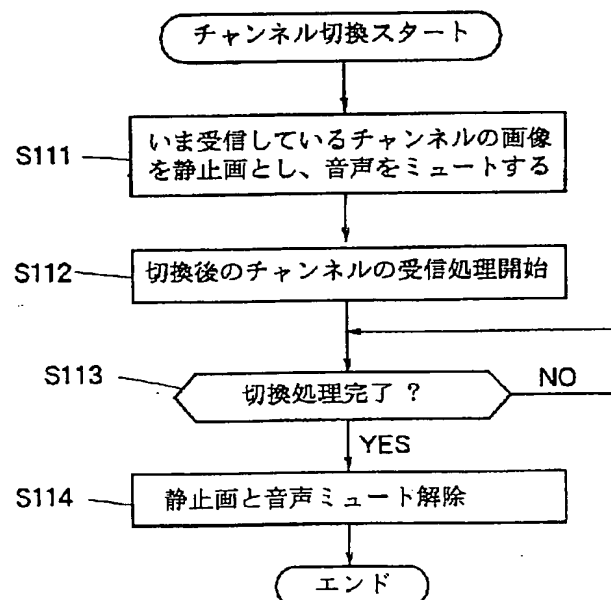 チャンネル切換スタート
S111
いま受信しているチャンネルの画像
を静止画とし、音声をミュートする
S112
切換後のチャンネルの受信処理開始
S113
切換処理完了？
NO
YES
S114
静止画と音声ミュート解除
エンド